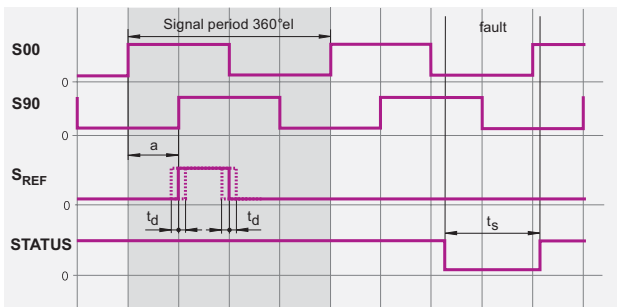 Signal period 360°el
fault
S00
0
S90
0
a
SREF
0
td
td
ts
STATUS
0